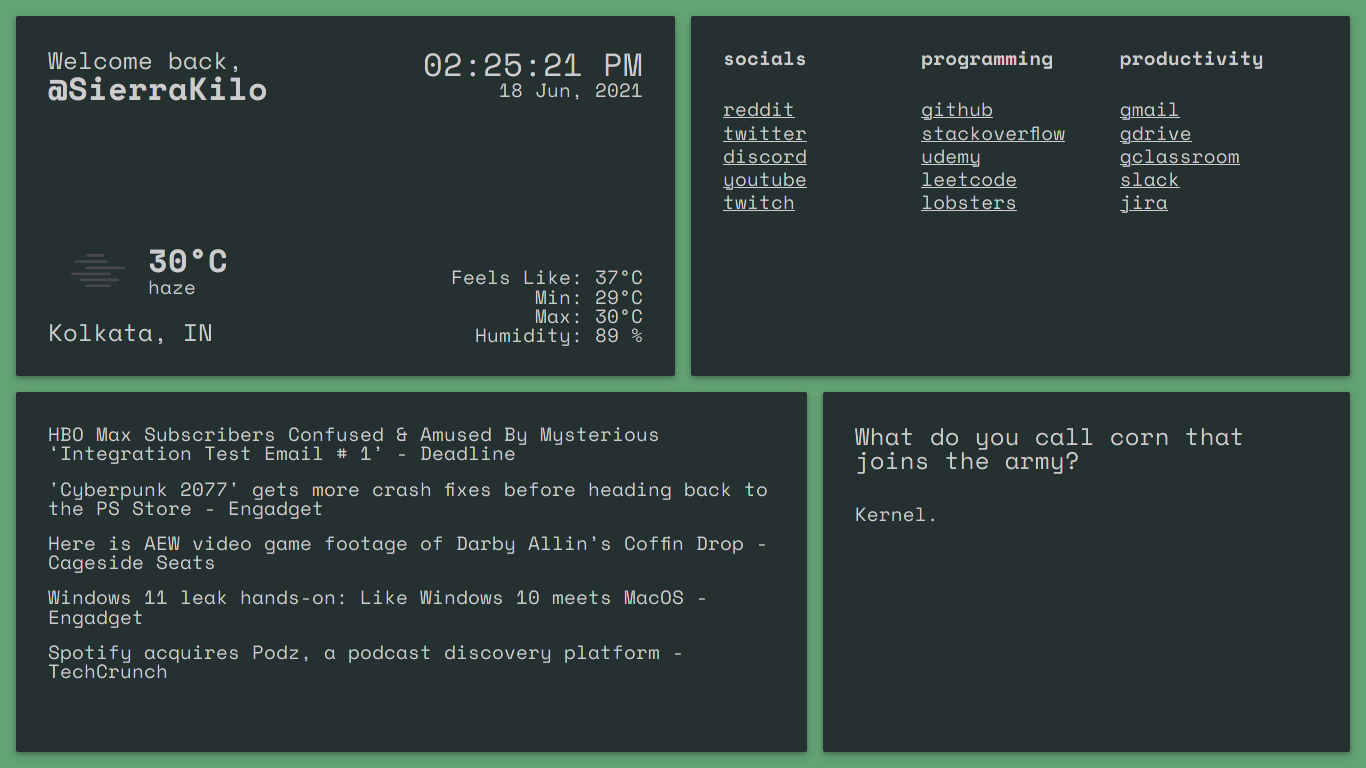 Welcome back,
@SierraKilo
02:25:21 PM
18 Jun, 2021
30°C
haze
Kolkata, IN
Feels Like: 37°C
Min: 29°C
Max: 30°C
Humidity: 89 %
socials
reddit
twitter
discord
youtube
twitch
programming
github
stackoverflow
udemy
leetcode
lobsters
productivity
gmail
gdrive
gclassroom
slack
jira
HBO Max Subscribers Confused & Amused By Mysterious
‘Integration Test Email # 1’ - Deadline
'Cyberpunk 2077' gets more crash fixes before heading back to
the PS Store - Engadget
Here is AEW video game footage of Darby Allin’s Coffin Drop -
Cageside Seats
Windows 11 leak hands-on: Like Windows 10 meets MacOS -
Engadget
Spotify acquires Podz, a podcast discovery platform -
TechCrunch
What do you call corn that
joins the army?
Kernel.